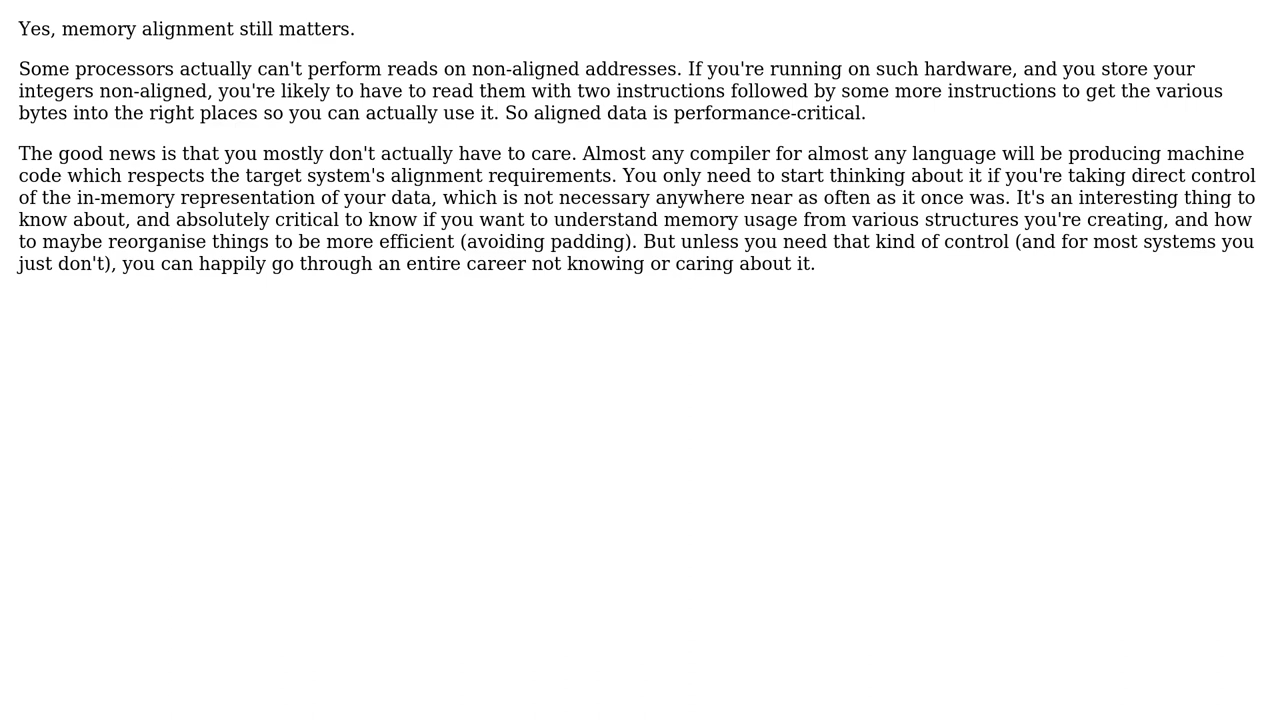 Yes, memory alignment still matters.
Some processors actually can't perform reads on non-aligned addresses. If you're running on such hardware, and you store your
integers non-aligned, you're likely to have to read them with two instructions followed by some more instructions to get the various
bytes into the right places so you can actually use it. So aligned data is performance-critical.
The good news is that you mostly don't actually have to care. Almost any compiler for almost any language will be producing machine
code which respects the target system's alignment requirements. You only need to start thinking about it if you're taking direct control
of the in-memory representation of your data, which is not necessary anywhere near as often as it once was. It's an interesting thing to
know about, and absolutely critical to know if you want to understand memory usage from various structures you're creating, and how
to maybe reorganise things to be more efficient (avoiding padding). But unless you need that kind of control (and for most systems you
just don't), you can happily go through an entire career not knowing or caring about it.